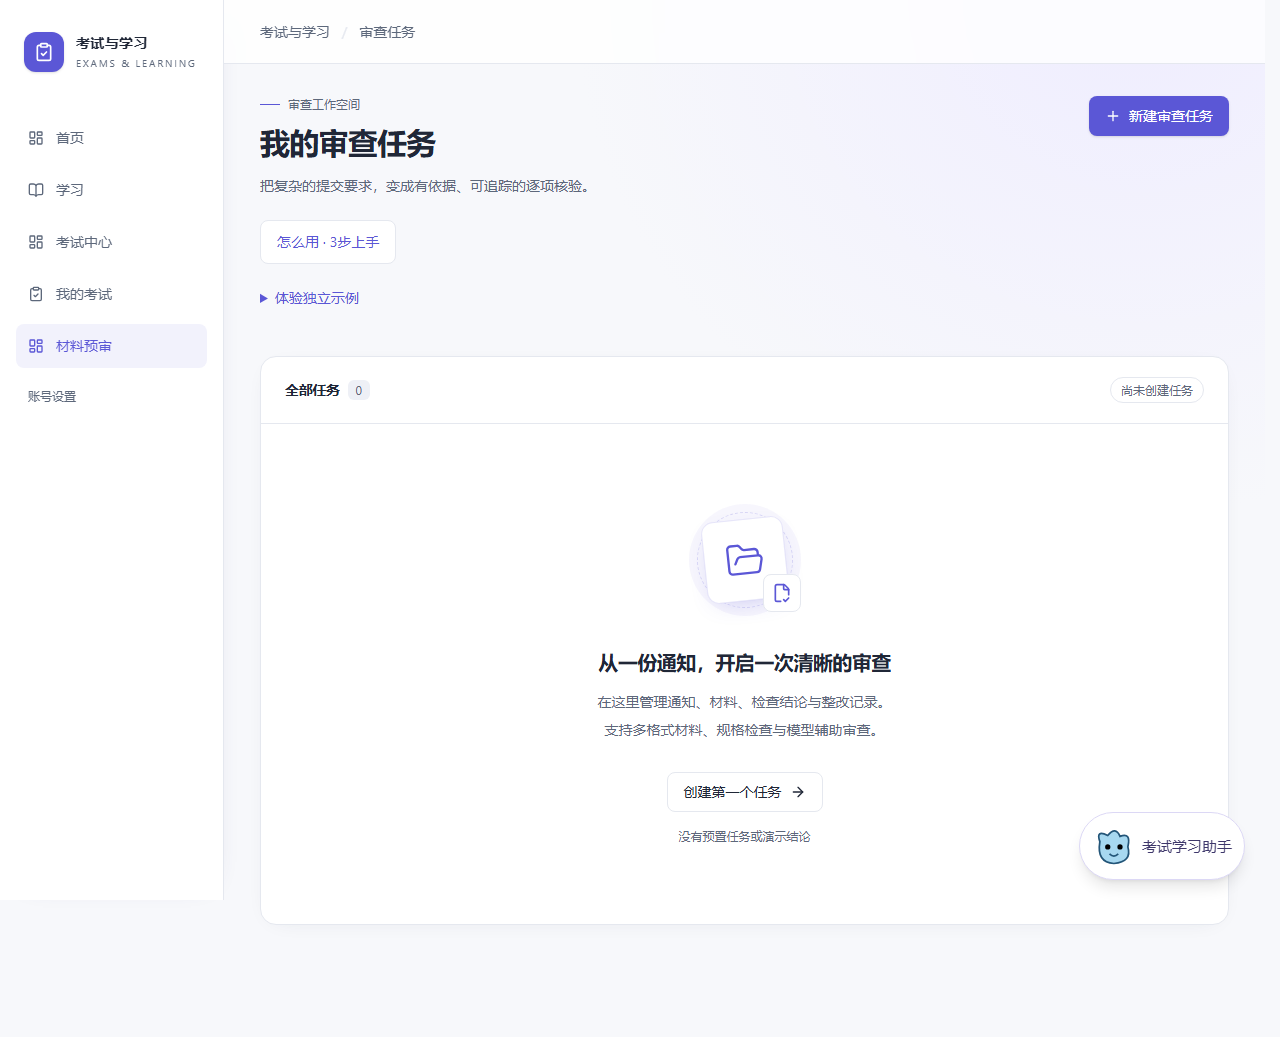 考试与学习
EXAMS & LEARNING
首页
学习
考试中心
我的考试
材料预审
账号设置
考试与学习 / 审查任务
审查工作空间
我的审查任务
把复杂的提交要求，变成有依据、可追踪的逐项核验。
新建审查任务
怎么用 · 3步上手
体验独立示例
全部任务 0
尚未创建任务
从一份通知，开启一次清晰的审查
在这里管理通知、材料、检查结论与整改记录。
支持多格式材料、规格检查与模型辅助审查。
创建第一个任务
没有预置任务或演示结论
考试学习助手